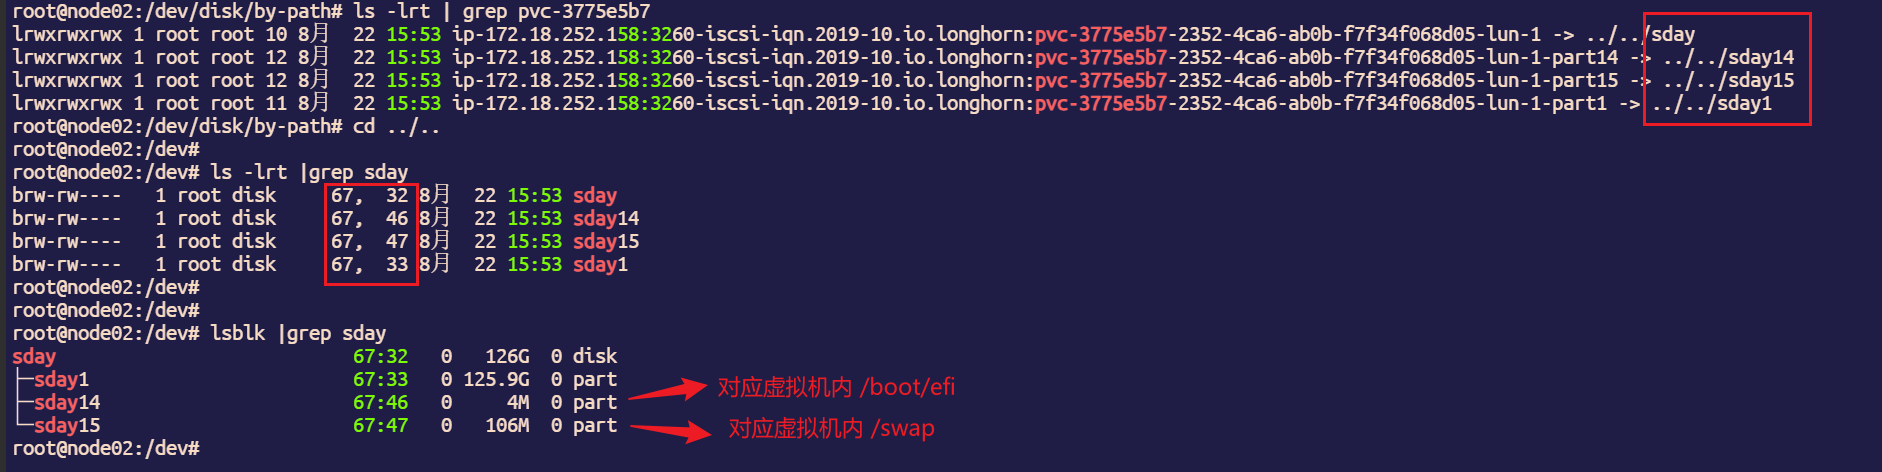 root@node02:/dev/disk/by-path# ls -lrt | grep pvc-3775e5b7
lrwxrwxrwx 1 root root 10 8月  22 15:53 ip-172.18.252.158:3260-iscsi-iqn.2019-10.io.longhorn:pvc-3775e5b7-2352-4ca6-ab0b-f7f34f068d05-lun-1 -> ../../sday
lrwxrwxrwx 1 root root 12 8月  22 15:53 ip-172.18.252.158:3260-iscsi-iqn.2019-10.io.longhorn:pvc-3775e5b7-2352-4ca6-ab0b-f7f34f068d05-lun-1-part14 -> ../../sday14
lrwxrwxrwx 1 root root 12 8月  22 15:53 ip-172.18.252.158:3260-iscsi-iqn.2019-10.io.longhorn:pvc-3775e5b7-2352-4ca6-ab0b-f7f34f068d05-lun-1-part15 -> ../../sday15
lrwxrwxrwx 1 root root 11 8月  22 15:53 ip-172.18.252.158:3260-iscsi-iqn.2019-10.io.longhorn:pvc-3775e5b7-2352-4ca6-ab0b-f7f34f068d05-lun-1-part1 -> ../../sday1
root@node02:/dev/disk/by-path# cd ../..
root@node02:/dev#
root@node02:/dev# ls -lrt |grep sday
brw-rw----   1 root disk     67,  32 8月  22 15:53 sday
brw-rw----   1 root disk     67,  46 8月  22 15:53 sday14
brw-rw----   1 root disk     67,  47 8月  22 15:53 sday15
brw-rw----   1 root disk     67,  33 8月  22 15:53 sday1
root@node02:/dev#
root@node02:/dev#
root@node02:/dev# lsblk |grep sday
sday                           67:32   0   126G  0 disk
├─sday1                        67:33   0 125.9G  0 part
├─sday14                       67:46   0     4M  0 part 对应虚拟机内 /boot/efi
└─sday15                       67:47   0   106M  0 part 对应虚拟机内 /swap
root@node02:/dev#